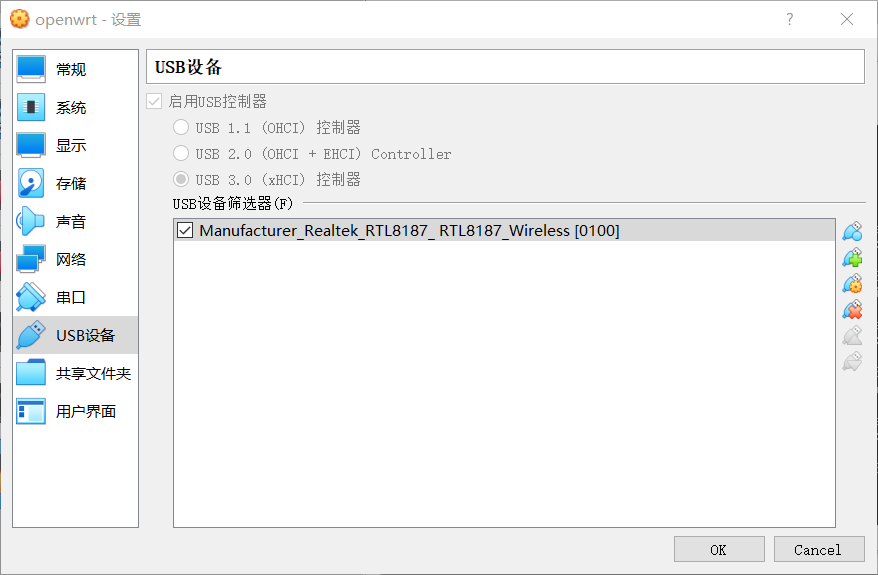 openwrt - 设置
常规
系统
显示
存储
声音
网络
串口
USB设备
共享文件夹
用户界面
USB设备
启用USB控制器
USB 1.1 (OHCI) 控制器
USB 2.0 (OHCI + EHCI) Controller
USB 3.0 (xHCI) 控制器
USB设备筛选器(F)
Manufacturer_Realtek_RTL8187_ RTL8187_Wireless [0100]
OK
Cancel